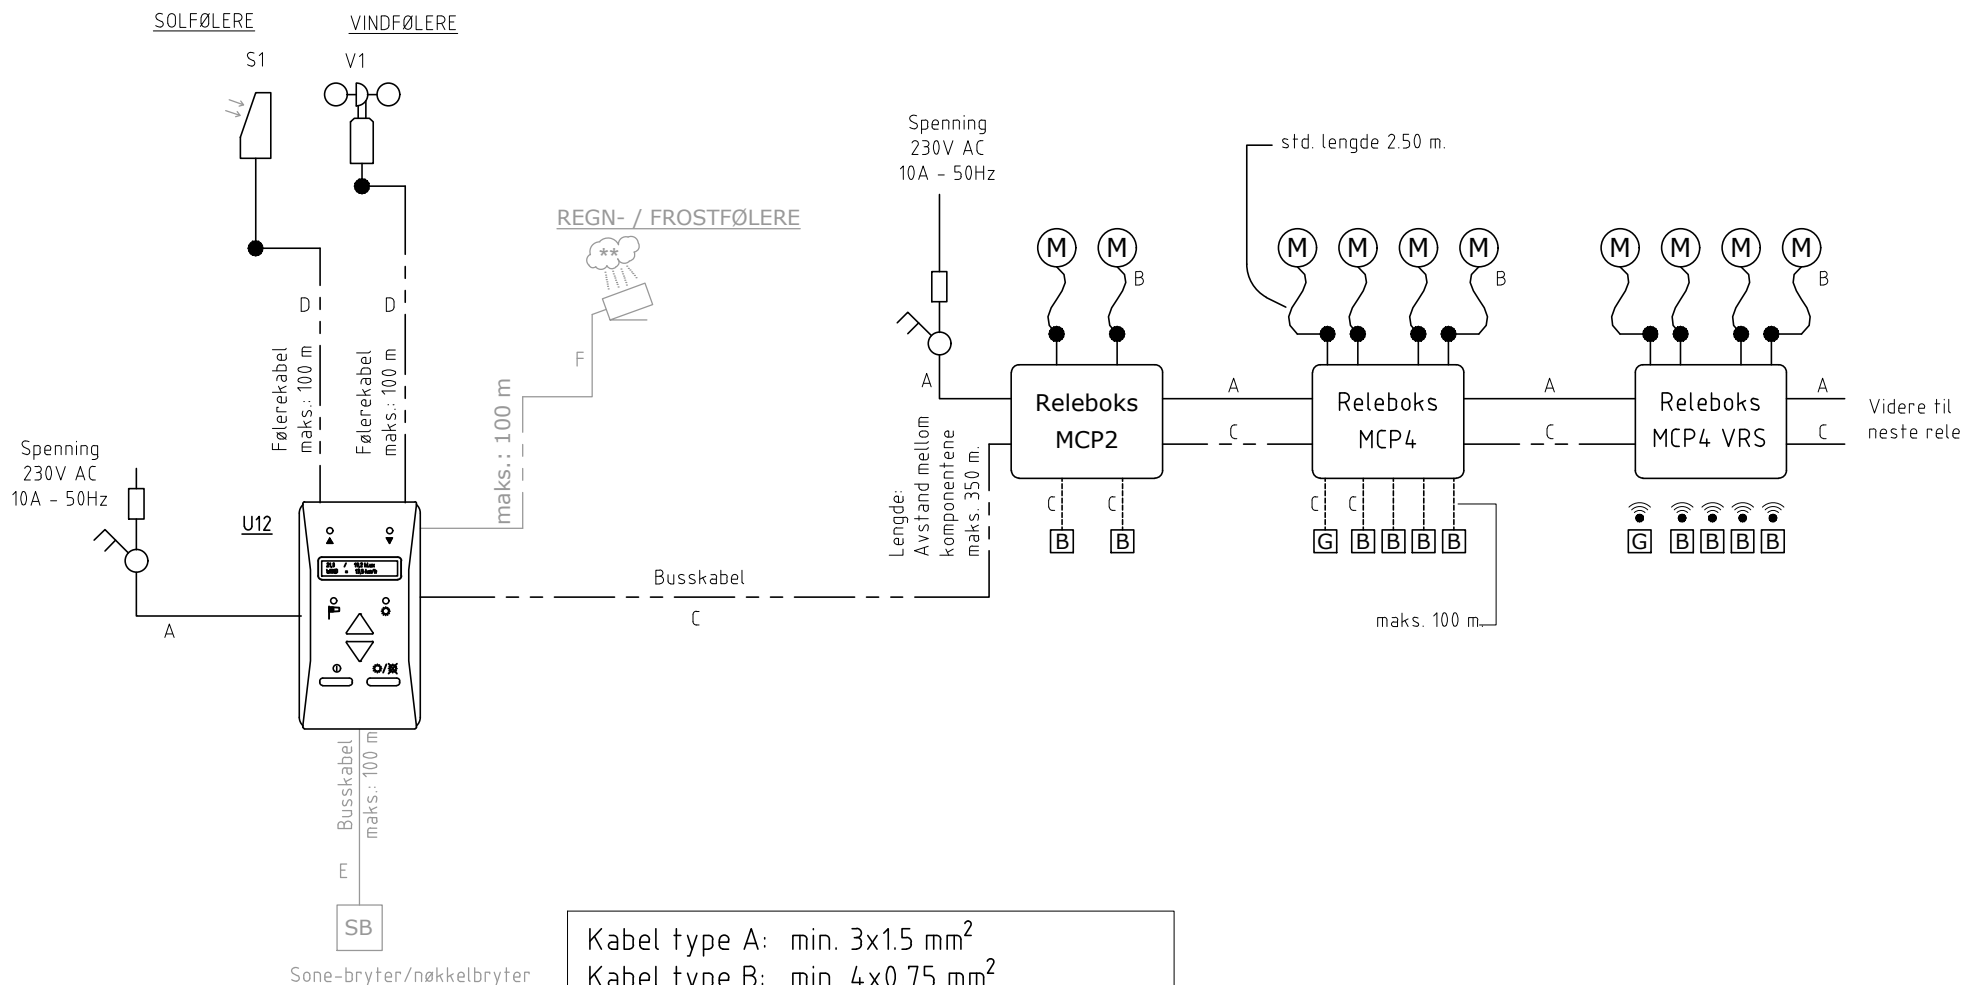 SOLFØLERE
VINDFØLERE
S1
V1
REGN- / FROSTFØLERE
**
D
D
Følerekabel
maks.: 100 m
Følerekabel
maks.: 100 m
F
maks.: 100 m
Spenning
230V AC
10A - 50Hz
A
U12
Busskabel
C
Busskabel
maks.: 100 m
E
SB
Sone-bryter/nøkkelbryter
Spenning
230V AC
10A - 50Hz
A
Lengde:
Avstand mellom
komponentene
maks. 350 m.
std. lengde 2.50 m.
M M M M M M M M M M
B B B
Releboks
MCP2
A
C
Releboks
MCP4
A
C
Releboks
MCP4 VRS
A
C
Videre til
neste rele
C C C C
B B G B B B B G B B B B
maks. 100 m.
Kabel type A: min. 3x1.5 mm²
Kabel type B: min. 4x0.75 mm²